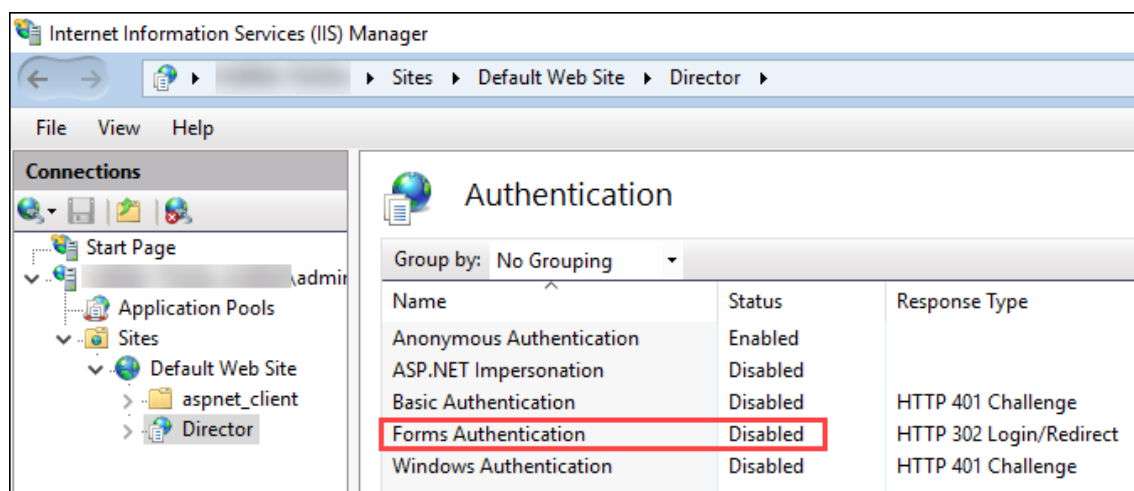 Internet Information Services (IIS) Manager
Sites Default Web Site Director
File View Help
Connections
Start Page
\admin
Application Pools
Sites
Default Web Site
aspnet_client
Director
Authentication
Group by: No Grouping
Name Status Response Type
Anonymous Authentication Enabled
ASP.NET Impersonation Disabled
Basic Authentication Disabled HTTP 401 Challenge
Forms Authentication Disabled HTTP 302 Login/Redirect
Windows Authentication Disabled HTTP 401 Challenge